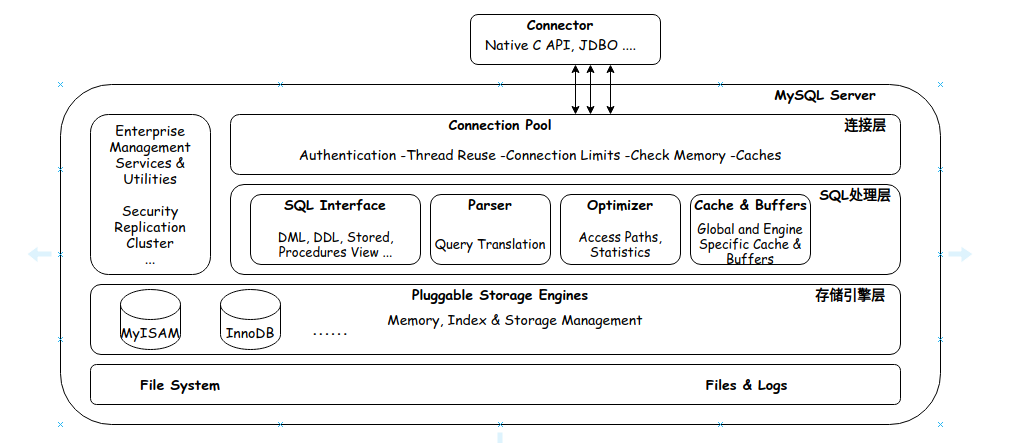 Connector
Native C API, JDBO ....
MySQL Server
Enterprise
Management
Services &
Utilities
Security
Replication
Cluster
...
Connection Pool
连接层
Authentication -Thread Reuse -Connection Limits -Check Memory -Caches
SQL处理层
SQL Interface
DML, DDL, Stored,
Procedures View ...
Parser
Query Translation
Optimizer
Access Paths,
Statistics
Cache & Buffers
Global and Engine
Specific Cache &
Buffers
Pluggable Storage Engines
存储引擎层
Memory, Index & Storage Management
MyISAM
InnoDB
......
File System
Files & Logs